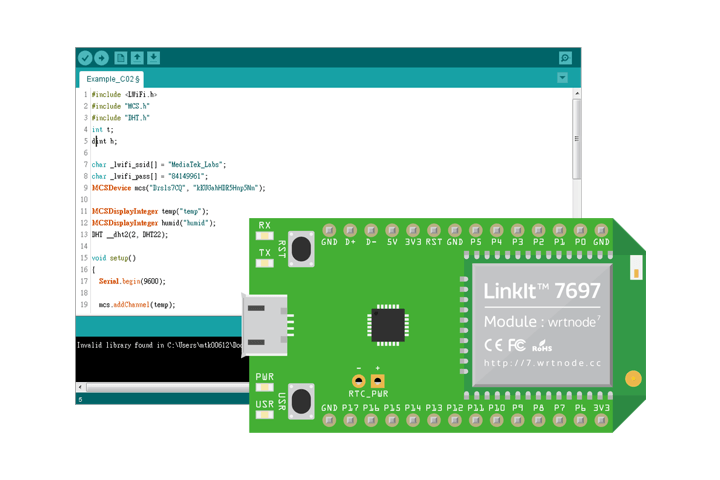 Example_C02 §
1 #include <LWiFi.h>
2 #include "MCS.h"
3 #include "DHT.h"
4 int t;
5 dint h;
6
7 char _lwifi_ssid[] = "MediaTek_Labs";
8 char _lwifi_pass[] = "84149961";
9 MCSDevice mcs("Drsls7CQ", "kKUGahHDR5Hnp5Wn");
10
11 MCSDisplayInteger temp("temp");
12 MCSDisplayInteger humid("humid");
13 DHT __dht2(2, DHT22);
14
15 void setup()
16 {
17 Serial.begin(9600);
18
19 mcs.addChannel(temp);
Invalid library found in C:\Users\mtk00612\Doc
5
RX
TX
RST
GND D+ D- 5V 3V3 RST GND P5 P4 P3 P2 P1 P0 GND
LinkIt™ 7697
Module : wrtnode⁷
CE FC RoHS
http://7.wrtnode.cc
- +
RTC_PWR
PWR
USR
USR
GND P17 P16 P15 P14 P13 P12 P11 P10 P9 P8 P7 P6 3V3